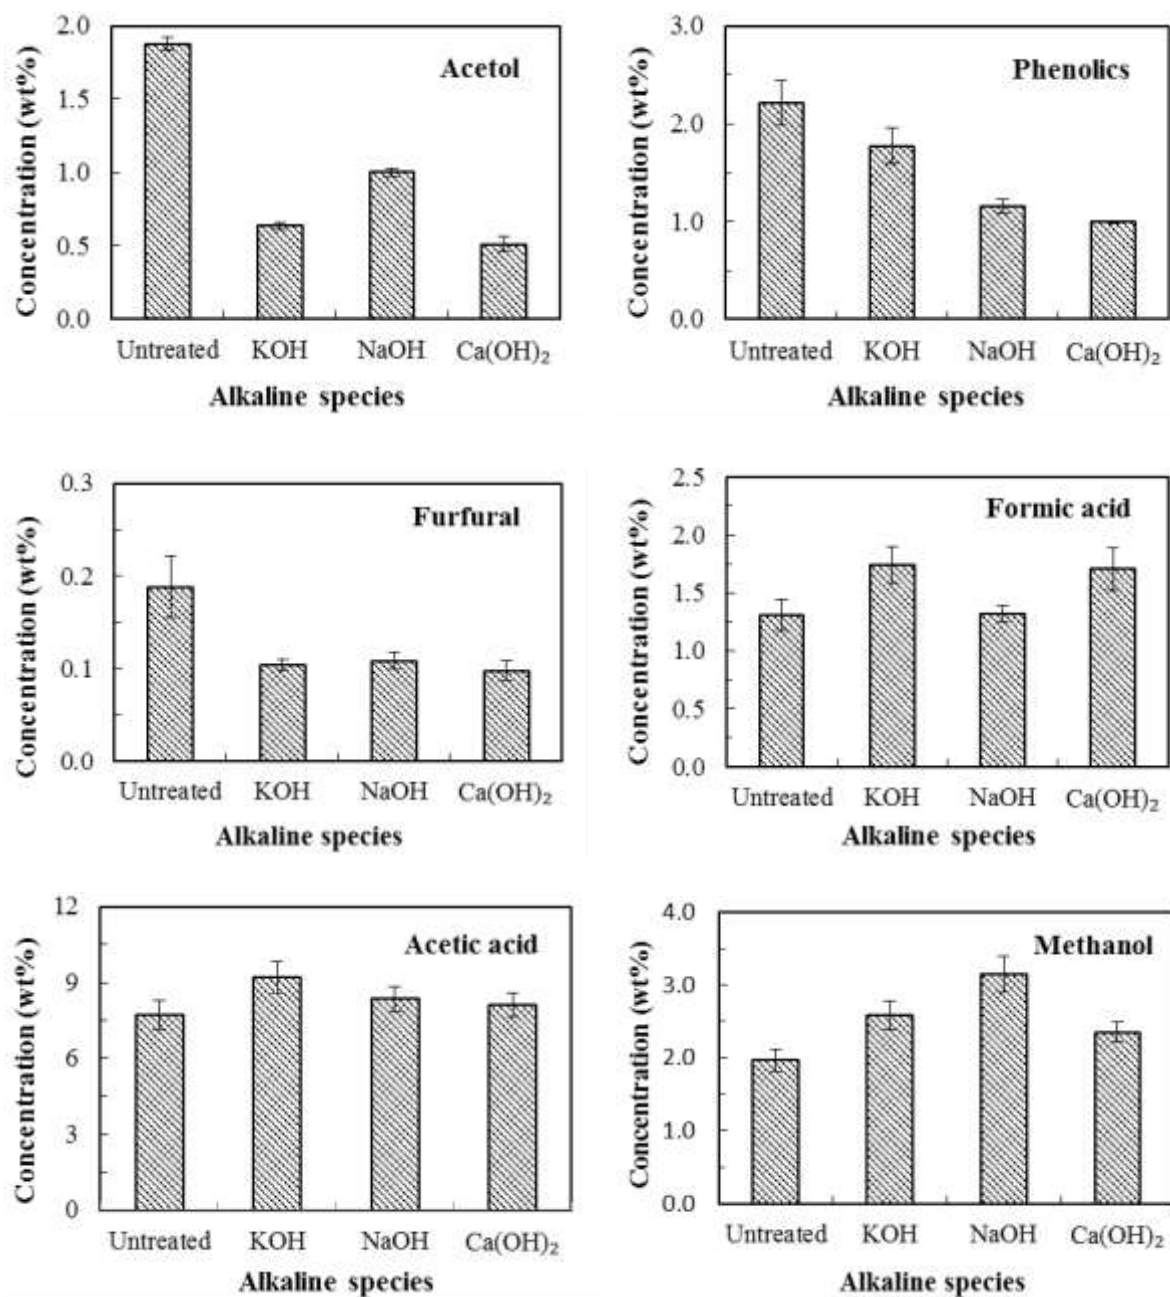 Acetol
Concentration (wt%)
2.0
1.5
1.0
0.5
0.0
Untreated KOH NaOH Ca(OH)₂
Alkaline species
Phenolics
Concentration (wt%)
3.0
2.0
1.0
0.0
Untreated KOH NaOH Ca(OH)₂
Alkaline species
Furfural
Concentration (wt%)
0.3
0.2
0.1
0.0
Untreated KOH NaOH Ca(OH)₂
Alkaline species
Formic acid
Concentration (wt%)
2.5
2.0
1.5
1.0
0.5
0.0
Untreated KOH NaOH Ca(OH)₂
Alkaline species
Acetic acid
Concentration (wt%)
12
9
6
3
0
Untreated KOH NaOH Ca(OH)₂
Alkaline species
Methanol
Concentration (wt%)
4.0
3.0
2.0
1.0
0.0
Untreated KOH NaOH Ca(OH)₂
Alkaline species